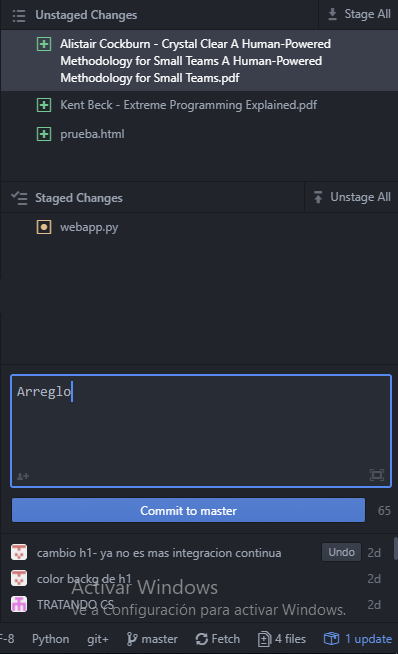 Unstaged Changes
Stage All
Alistair Cockburn - Crystal Clear A Human-Powered
Methodology for Small Teams A Human-Powered
Methodology for Small Teams.pdf
Kent Beck - Extreme Programming Explained.pdf
prueba.html
Staged Changes
Unstage All
webapp.py
Arreglo
Commit to master
65
cambio h1- ya no es mas integracion continua
Undo
2d
color backg de h1
2d
Activar Windows
TRATANDO CS
2d
Ve a Configuración para activar Windows.
F-8
Python
git+
master
Fetch
4 files
1 update